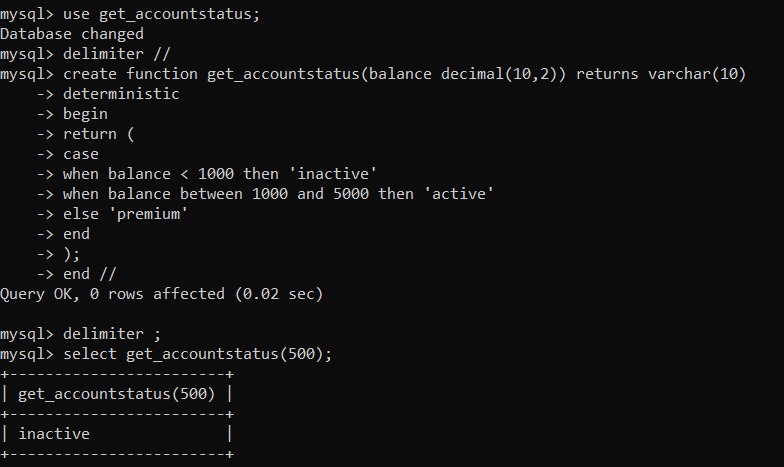 mysql> use get_accountstatus;
Database changed
mysql> delimiter //
mysql> create function get_accountstatus(balance decimal(10,2)) returns varchar(10)
    -> deterministic
    -> begin
    -> return (
    -> case
    -> when balance < 1000 then 'inactive'
    -> when balance between 1000 and 5000 then 'active'
    -> else 'premium'
    -> end
    -> );
    -> end //
Query OK, 0 rows affected (0.02 sec)

mysql> delimiter ;
mysql> select get_accountstatus(500);
+------------------------+
| get_accountstatus(500) |
+------------------------+
| inactive               |
+------------------------+